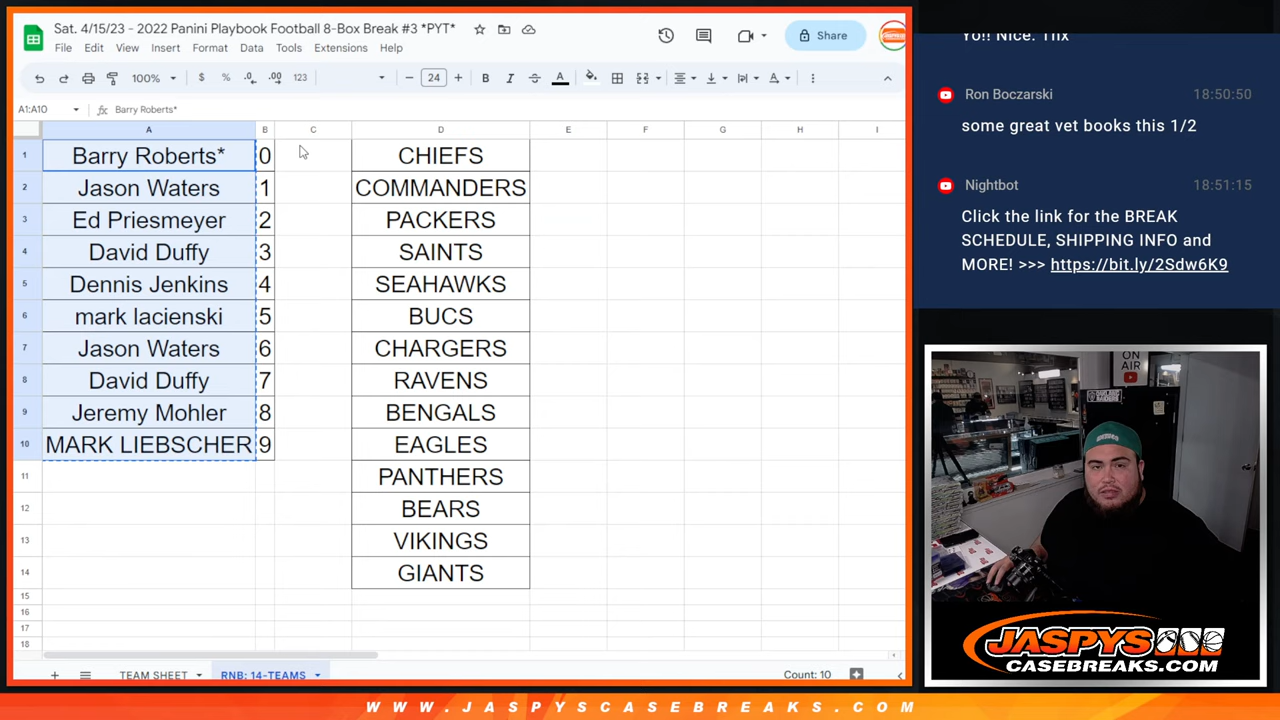 Sat. 4/15/23 - 2022 Panini Playbook Football 8-Box Break #3 *PYT*
File Edit View Insert Format Data Tools Extensions Help
Share
100% $ % .0 .00 123 24 B I A
A1:A10 fx Barry Roberts*
A B C D E F G H I
1 Barry Roberts* 0 CHIEFS
2 Jason Waters 1 COMMANDERS
3 Ed Priesmeyer 2 PACKERS
4 David Duffy 3 SAINTS
5 Dennis Jenkins 4 SEAHAWKS
6 mark lacienski 5 BUCS
7 Jason Waters 6 CHARGERS
8 David Duffy 7 RAVENS
9 Jeremy Mohler 8 BENGALS
10 MARK LIEBSCHER 9 EAGLES
11 PANTHERS
12 BEARS
13 VIKINGS
14 GIANTS
15
16
17
18
TEAM SHEET RNB: 14-TEAMS Count: 10
Yo!! Nice. Thx
Ron Boczarski 18:50:50
some great vet books this 1/2
Nightbot 18:51:15
Click the link for the BREAK
SCHEDULE, SHIPPING INFO and
MORE! >>> https://bit.ly/2Sdw6K9
ON
AIR
JASPYS
CASEBREAKS.COM
WWW.JASPYSCASEBREAKS.COM